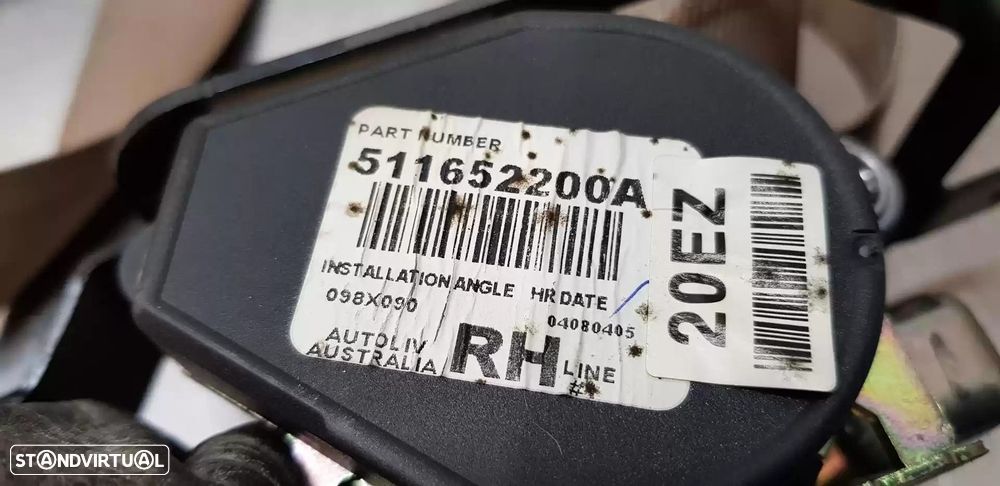 PART NUMBER
511652200A
INSTALLATION ANGLE HR DATE
098X090 04080405
AUTOLIV
AUSTRALIA
RH
LINE
#
20EZ
STANDVIRTUAL